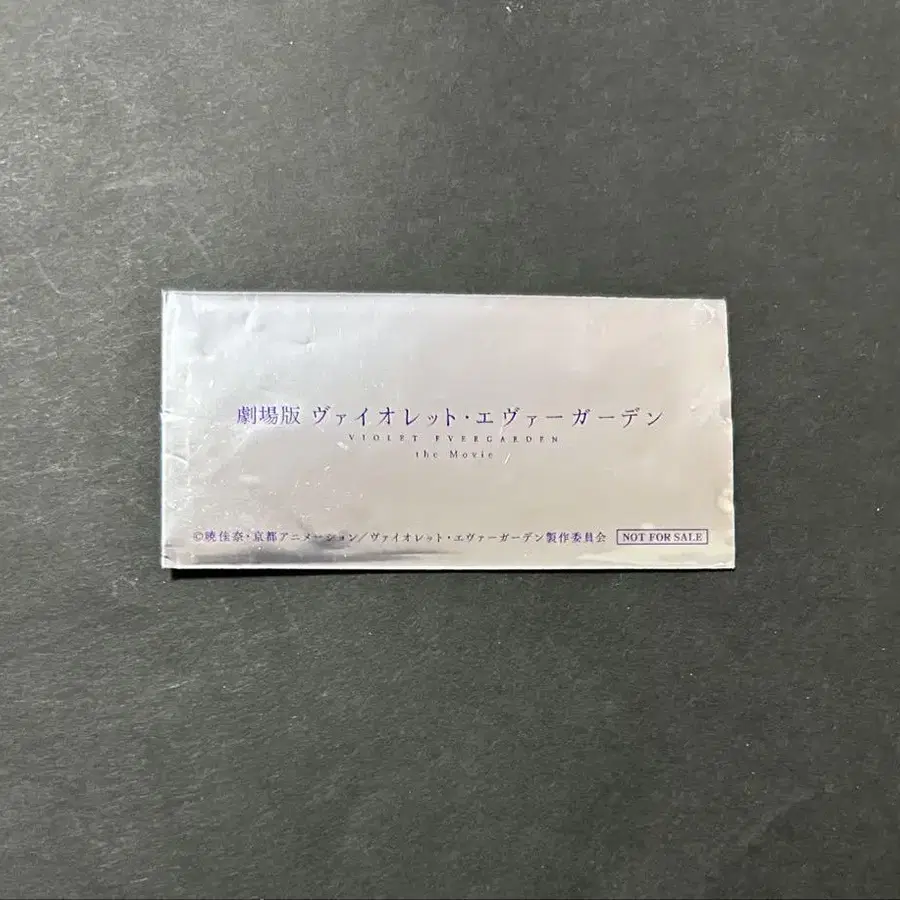 劇場版 ヴァイオレット・エヴァーガーデン
VIOLET EVERGARDEN
the Movie
©暁佳奈・京都アニメーション／ヴァイオレット・エヴァーガーデン製作委員会 NOT FOR SALE